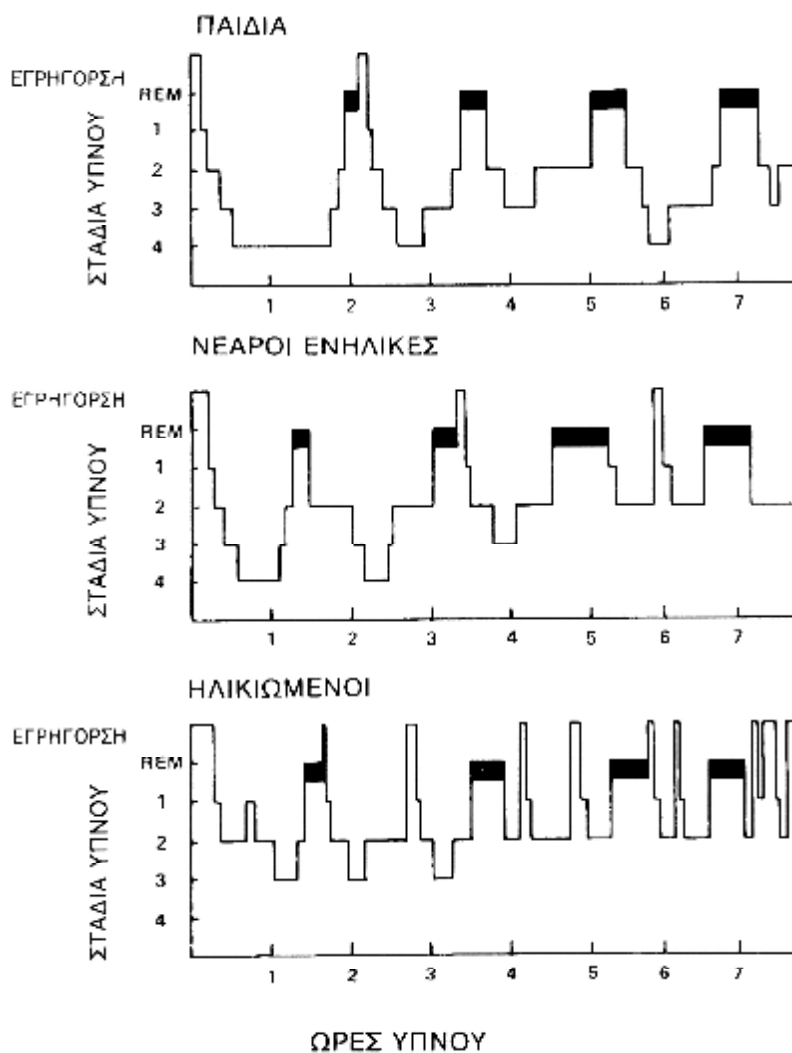 ΠΑΙΔΙΑ
ΕΓΡΗΓΟΡΣΗ
REM
1
2
3
4
ΣΤΑΔΙΑ ΥΠΝΟΥ
1 2 3 4 5 6 7
ΝΕΑΡΟΙ ΕΝΗΛΙΚΕΣ
ΕΓΡΗΓΟΡΣΗ
REM
1
2
3
4
ΣΤΑΔΙΑ ΥΠΝΟΥ
1 2 3 4 5 6 7
ΗΛΙΚΙΩΜΕΝΟΙ
ΕΓΡΗΓΟΡΣΗ
REM
1
2
3
4
ΣΤΑΔΙΑ ΥΠΝΟΥ
1 2 3 4 5 6 7
ΩΡΕΣ ΥΠΝΟΥ